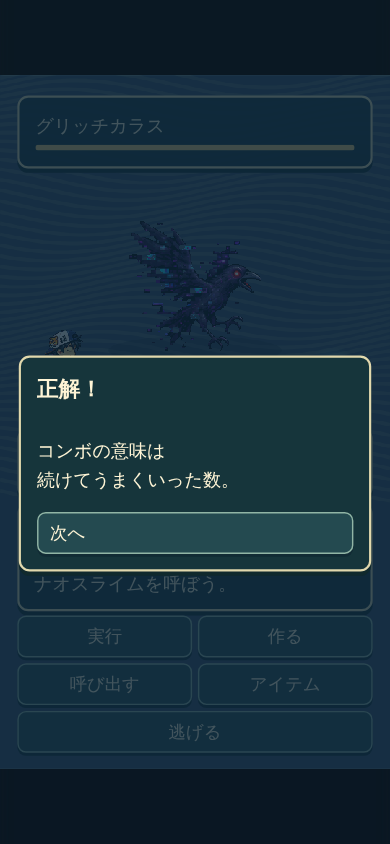 グリッチカラス
正解！
コンボの意味は
続けてうまくいった数。
次へ
ナオスライムを呼ぼう。
実行
作る
呼び出す
アイテム
逃げる